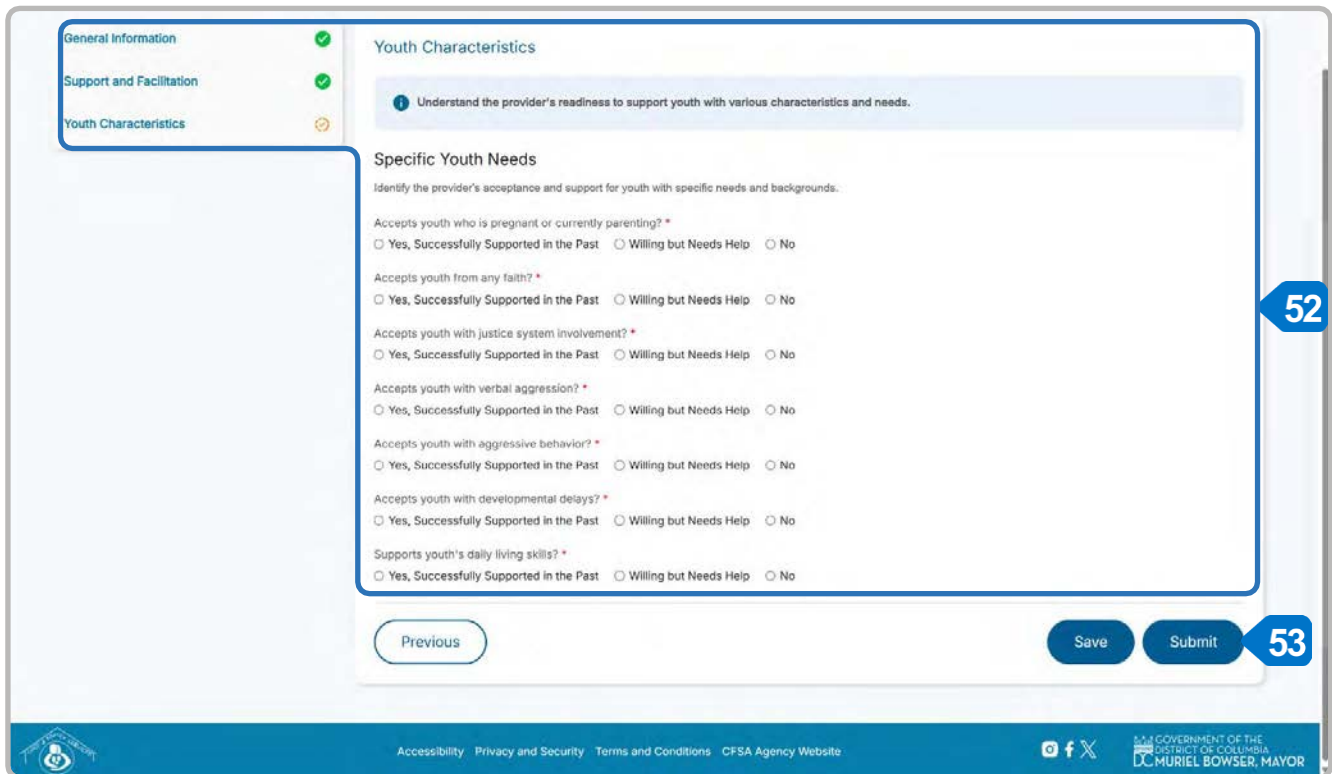 General Information
Support and Facilitation
Youth Characteristics
Youth Characteristics
Understand the provider's readiness to support youth with various characteristics and needs.
Specific Youth Needs
Identify the provider's acceptance and support for youth with specific needs and backgrounds.
Accepts youth who is pregnant or currently parenting? *
Yes, Successfully Supported in the Past Willing but Needs Help No
Accepts youth from any faith? *
Yes, Successfully Supported in the Past Willing but Needs Help No
52
Accepts youth with justice system involvement? *
Yes, Successfully Supported in the Past Willing but Needs Help No
Accepts youth with verbal aggression? *
Yes, Successfully Supported in the Past Willing but Needs Help No
Accepts youth with aggressive behavior? *
Yes, Successfully Supported in the Past Willing but Needs Help No
Accepts youth with developmental delays? *
Yes, Successfully Supported in the Past Willing but Needs Help No
Supports youth's daily living skills? *
Yes, Successfully Supported in the Past Willing but Needs Help No
Previous Save Submit 53
Accessibility Privacy and Security Terms and Conditions CFSA Agency Website
GOVERNMENT OF THE
DISTRICT OF COLUMBIA
DC MURIEL BOWSER, MAYOR